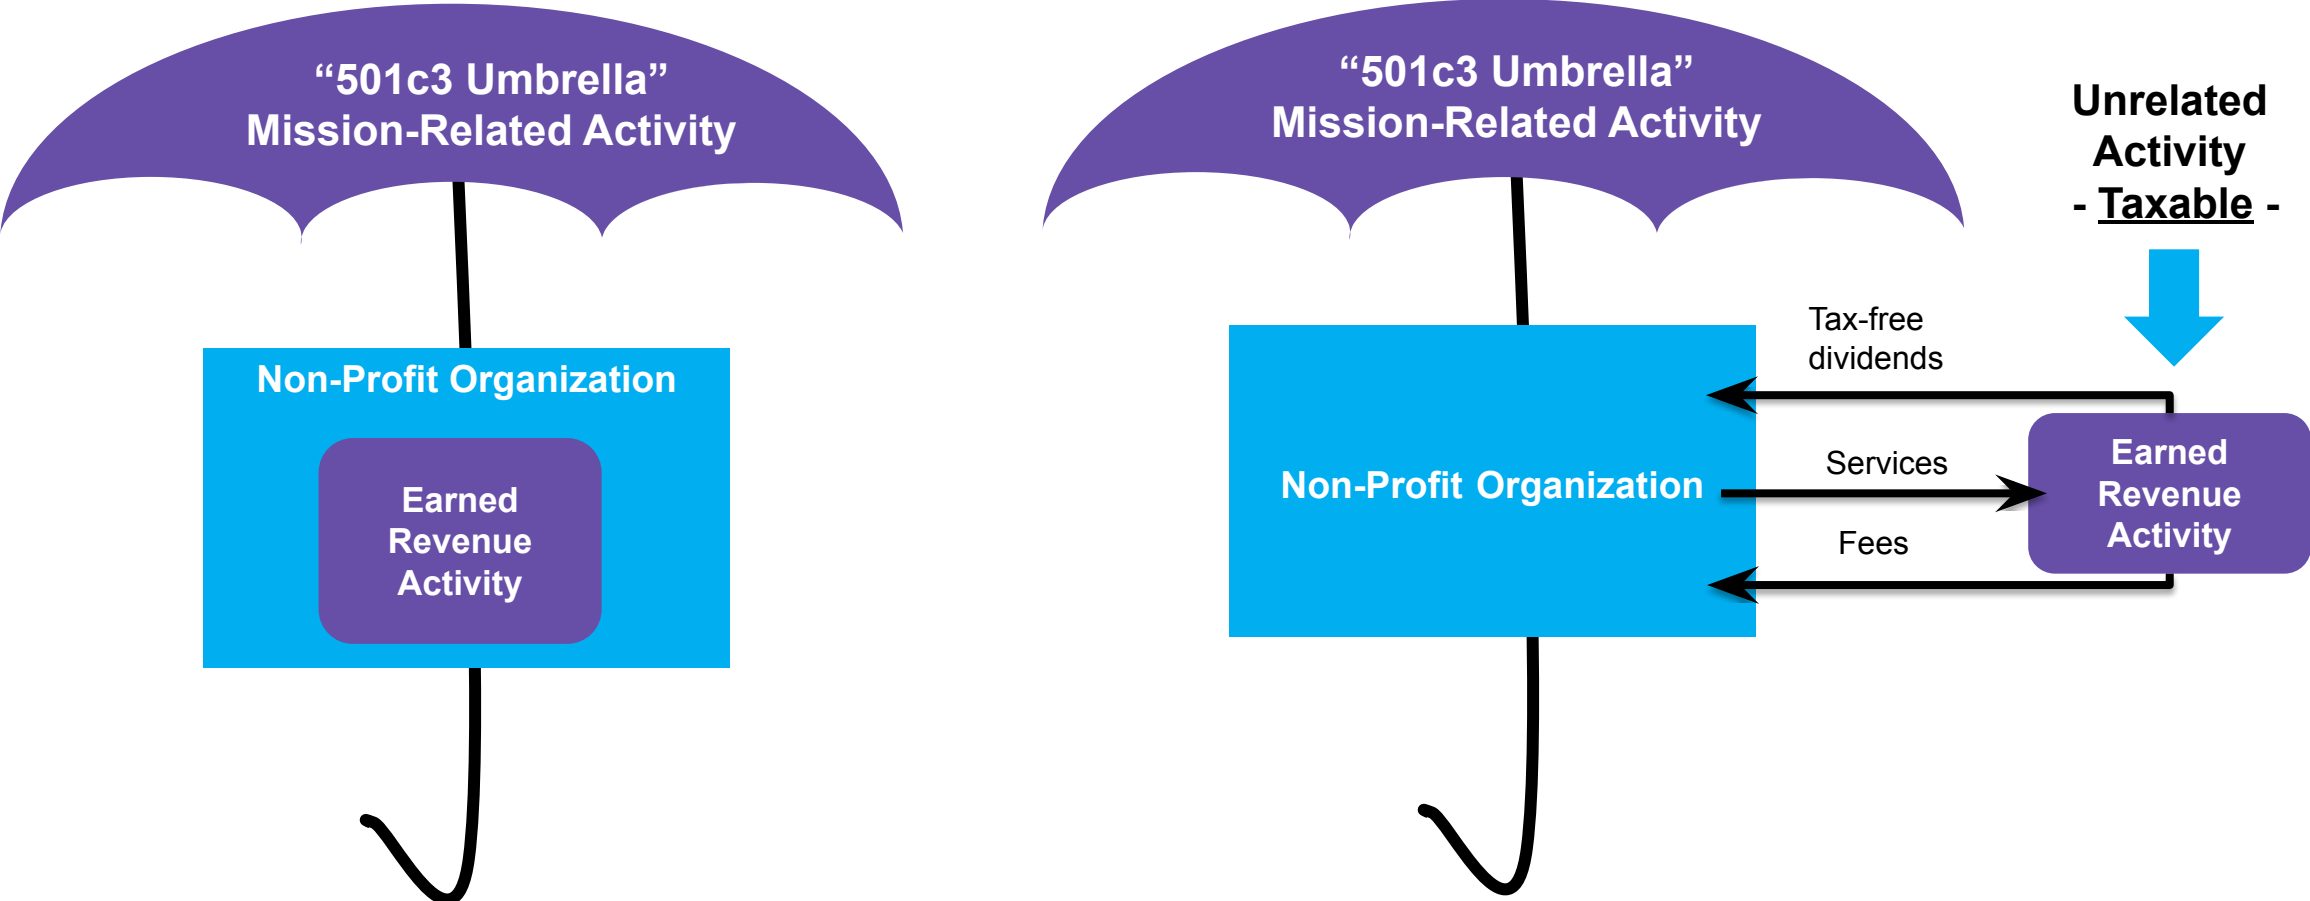 “501c3 Umbrella”
Mission-Related Activity
Non-Profit Organization
Earned
Revenue
Activity
“501c3 Umbrella”
Mission-Related Activity
Unrelated
Activity
- Taxable -
Tax-free
dividends
Non-Profit Organization
Services
Fees
Earned
Revenue
Activity